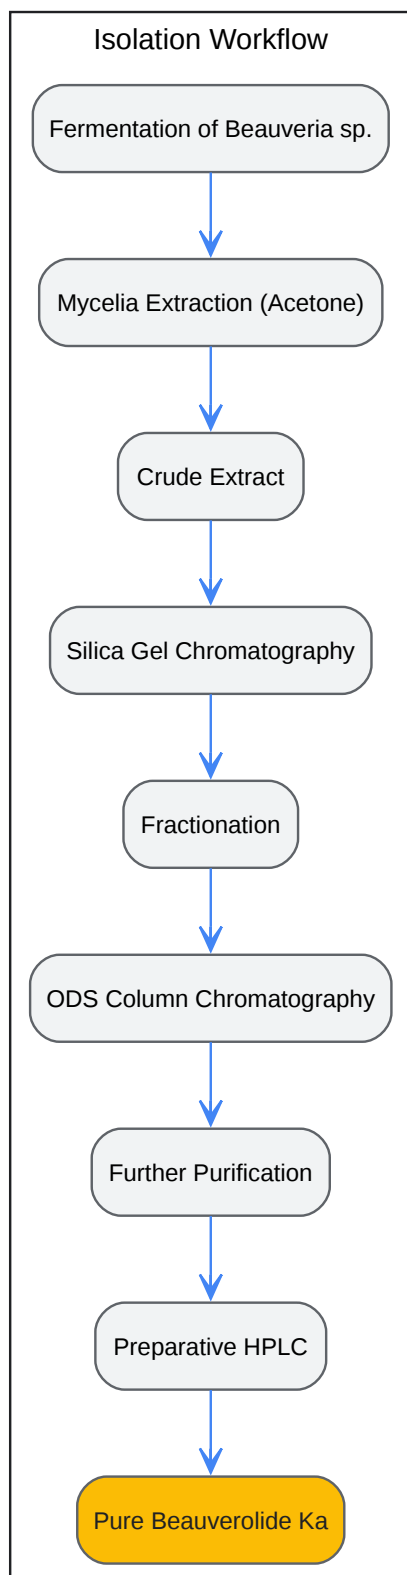 Isolation Workflow
Fermentation of Beauveria sp.
Mycelia Extraction (Acetone)
Crude Extract
Silica Gel Chromatography
Fractionation
ODS Column Chromatography
Further Purification
Preparative HPLC
Pure Beauverolide Ka